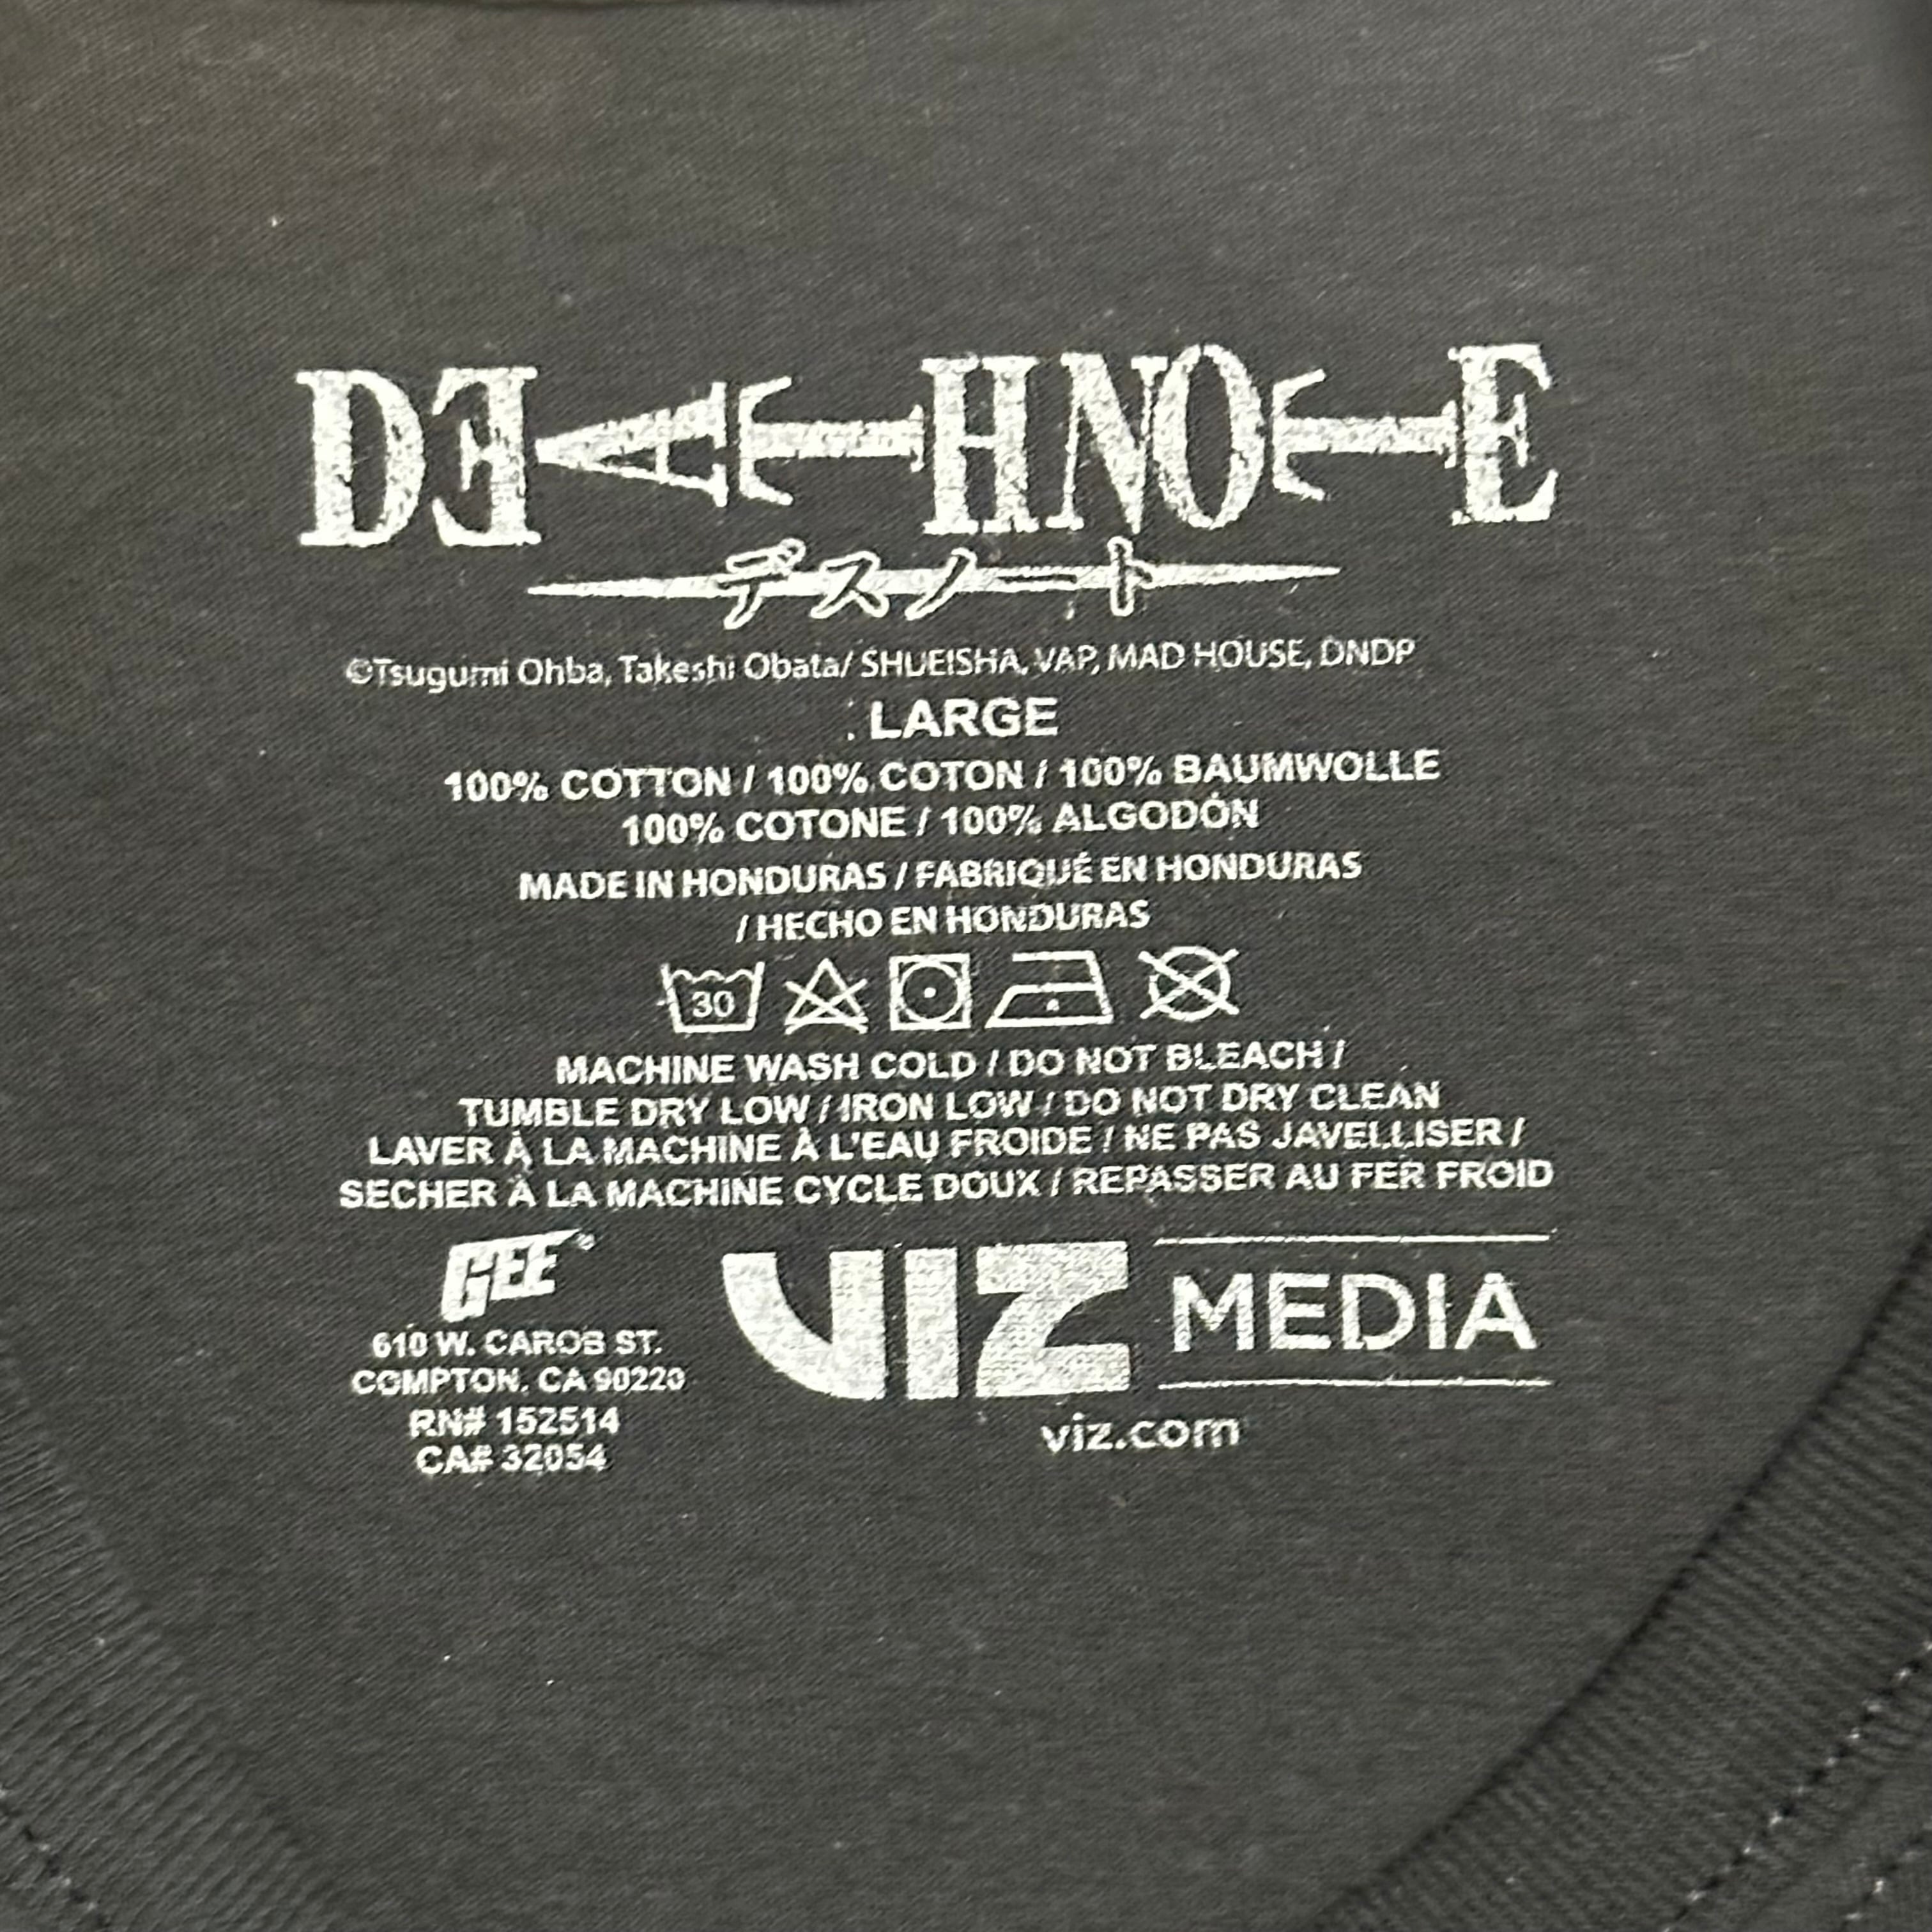 DEATH NOTE
デスノート
©Tsugumi Ohba, Takeshi Obata/ SHUEISHA, VAP, MAD HOUSE, DNDP
LARGE
100% COTTON / 100% COTON / 100% BAUMWOLLE
100% COTONE / 100% ALGODÓN
MADE IN HONDURAS / FABRIQUÉ EN HONDURAS
/ HECHO EN HONDURAS
30
MACHINE WASH COLD / DO NOT BLEACH /
TUMBLE DRY LOW / IRON LOW / DO NOT DRY CLEAN
LAVER À LA MACHINE À L'EAU FROIDE / NE PAS JAVELLISER /
SECHER À LA MACHINE CYCLE DOUX / REPASSER AU FER FROID
GEE
610 W. CAROB ST.
COMPTON, CA 90220
RN# 152514
CA# 32054
VIZ MEDIA
viz.com